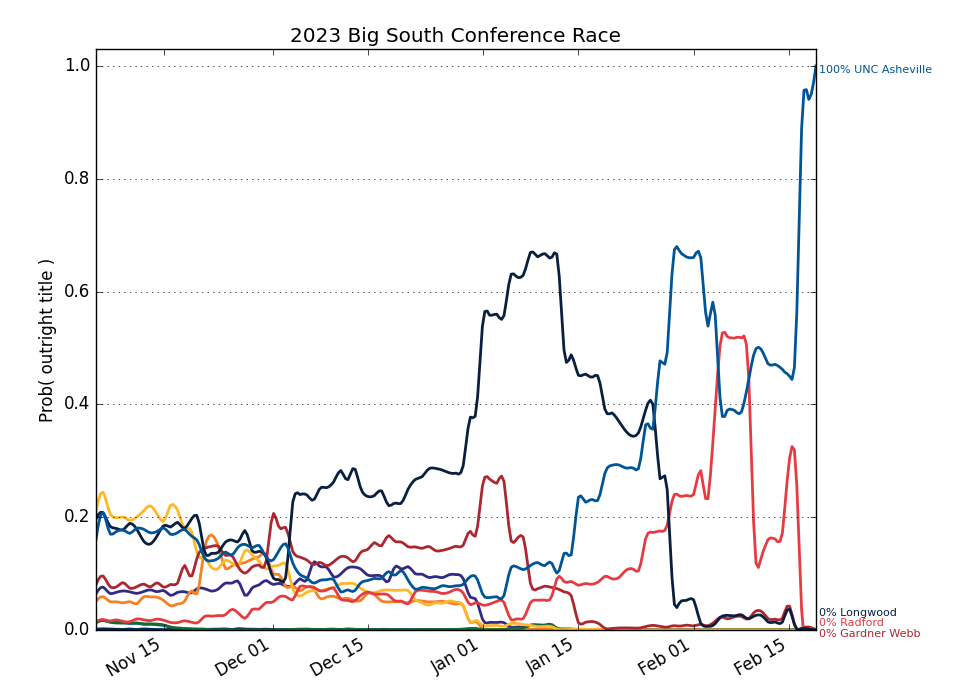 2023 Big South Conference Race
Prob( outright title )
1.0
0.8
0.6
0.4
0.2
0.0
Nov 15
Dec 01
Dec 15
Jan 01
Jan 15
Feb 01
Feb 15
100% UNC Asheville
0% Longwood
0% Radford
0% Gardner Webb